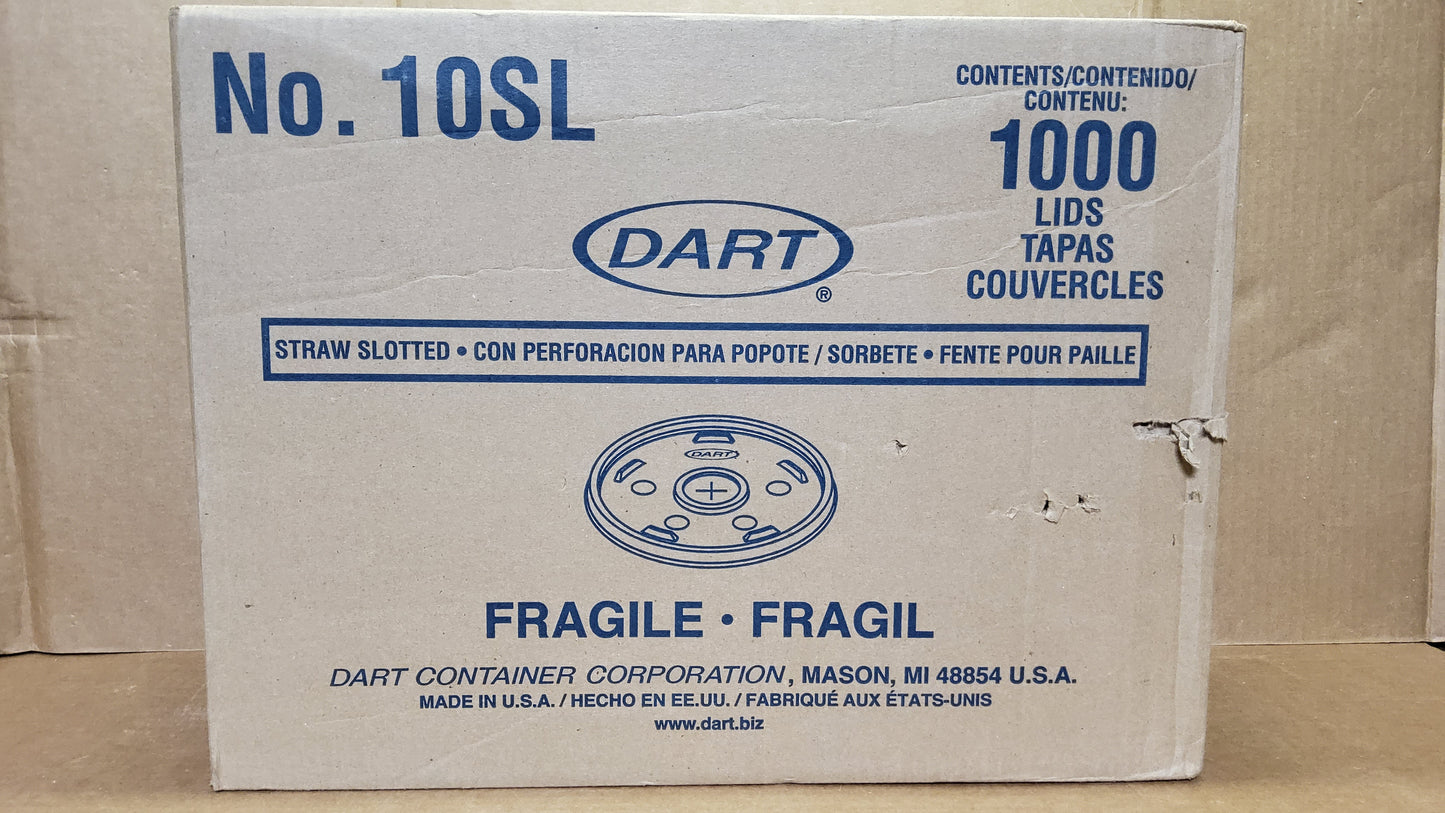 No. 10SL
CONTENTS/CONTENIDO/
CONTENU:
1000
LIDS
TAPAS
COUVERCLES
DART®
STRAW SLOTTED • CON PERFORACION PARA POPOTE / SORBETE • FENTE POUR PAILLE
DART
FRAGILE • FRAGIL
DART CONTAINER CORPORATION, MASON, MI 48854 U.S.A.
MADE IN U.S.A. / HECHO EN EE.UU. / FABRIQUÉ AUX ÉTATS-UNIS
www.dart.biz